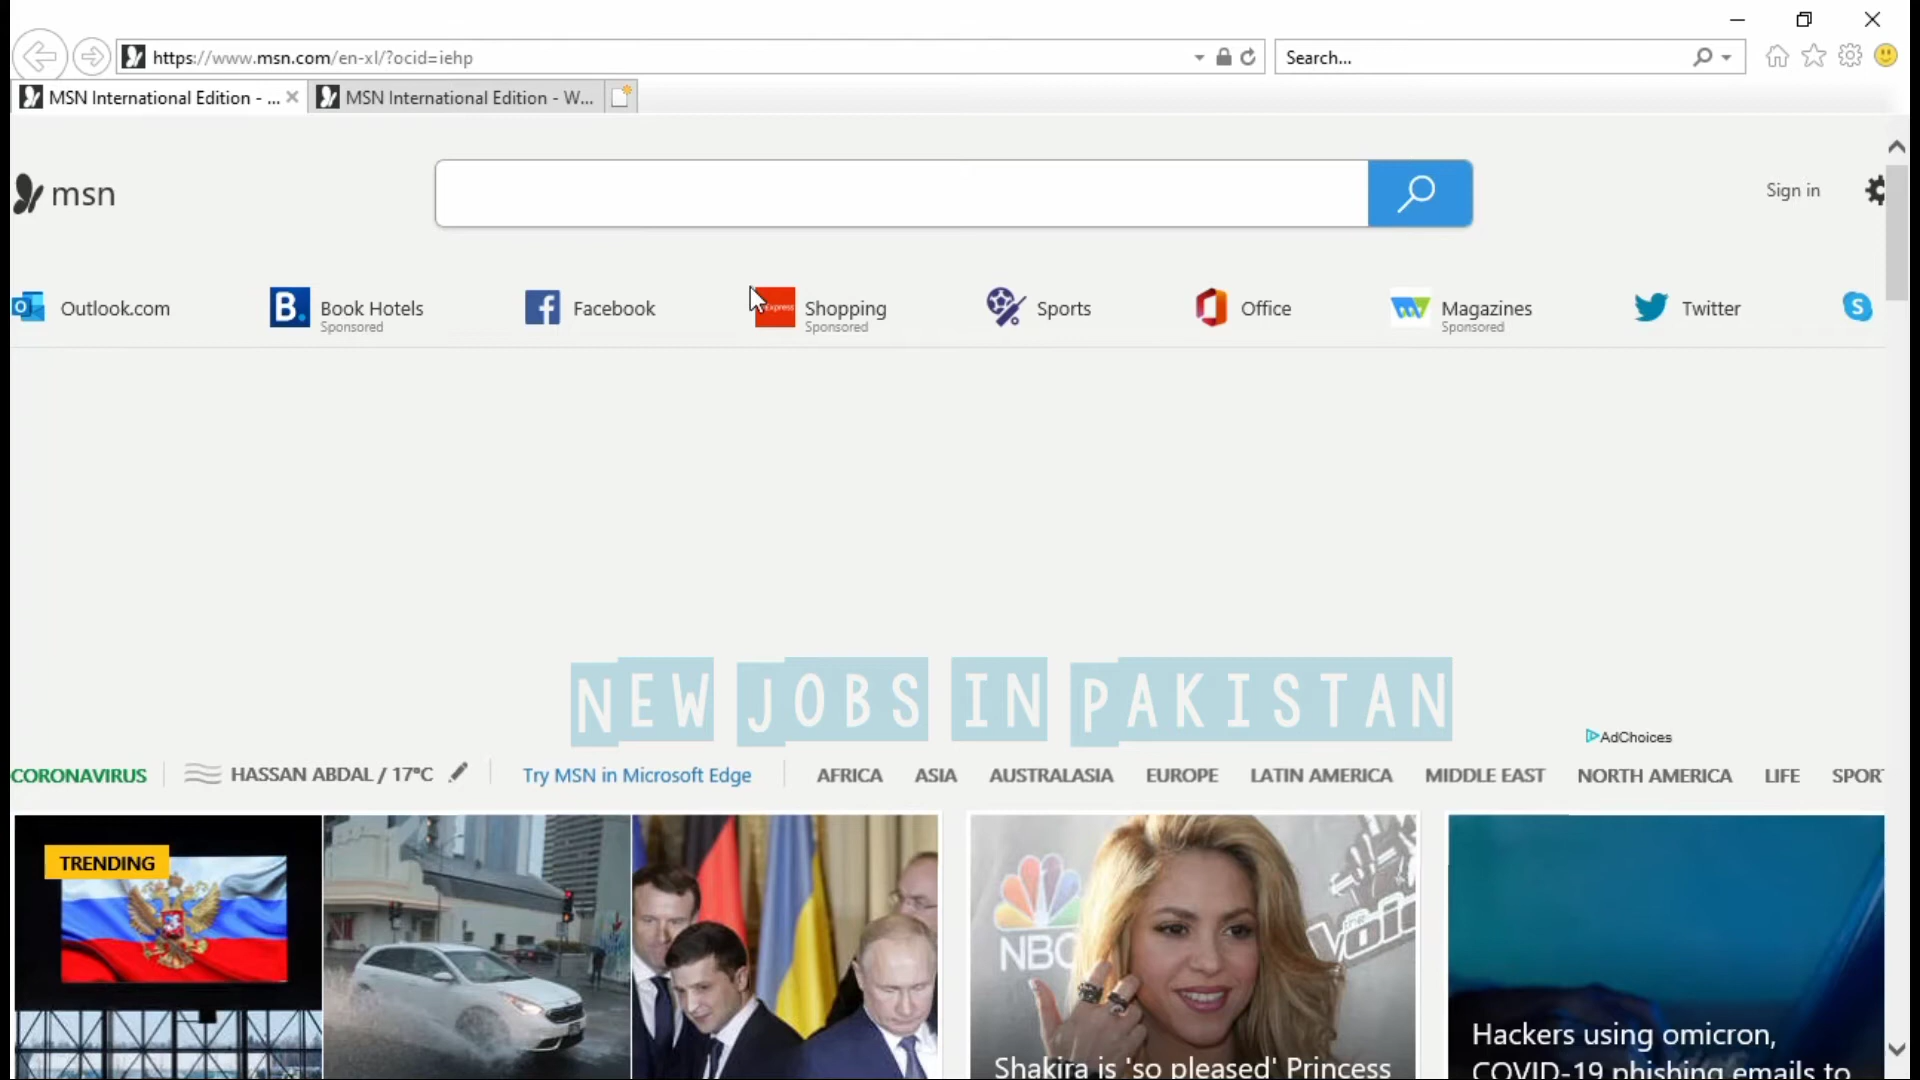 https://www.msn.com/en-xl/?ocid=iehp
Search...
MSN International Edition - ...
MSN International Edition - W...
msn
Sign in
Outlook.com
B.
Book Hotels
Sponsored
Facebook
Express
Shopping
Sponsored
Sports
Office
Magazines
Sponsored
Twitter
NEW JOBS IN PAKISTAN
AdChoices
CORONAVIRUS
HASSAN ABDAL / 17°C
Try MSN in Microsoft Edge
AFRICA
ASIA
AUSTRALASIA
EUROPE
LATIN AMERICA
MIDDLE EAST
NORTH AMERICA
LIFE
SPOR
TRENDING
NBC
Voi
Shakira is 'so pleased' Princess
Hackers using omicron,
COVID-19 phishing emails to